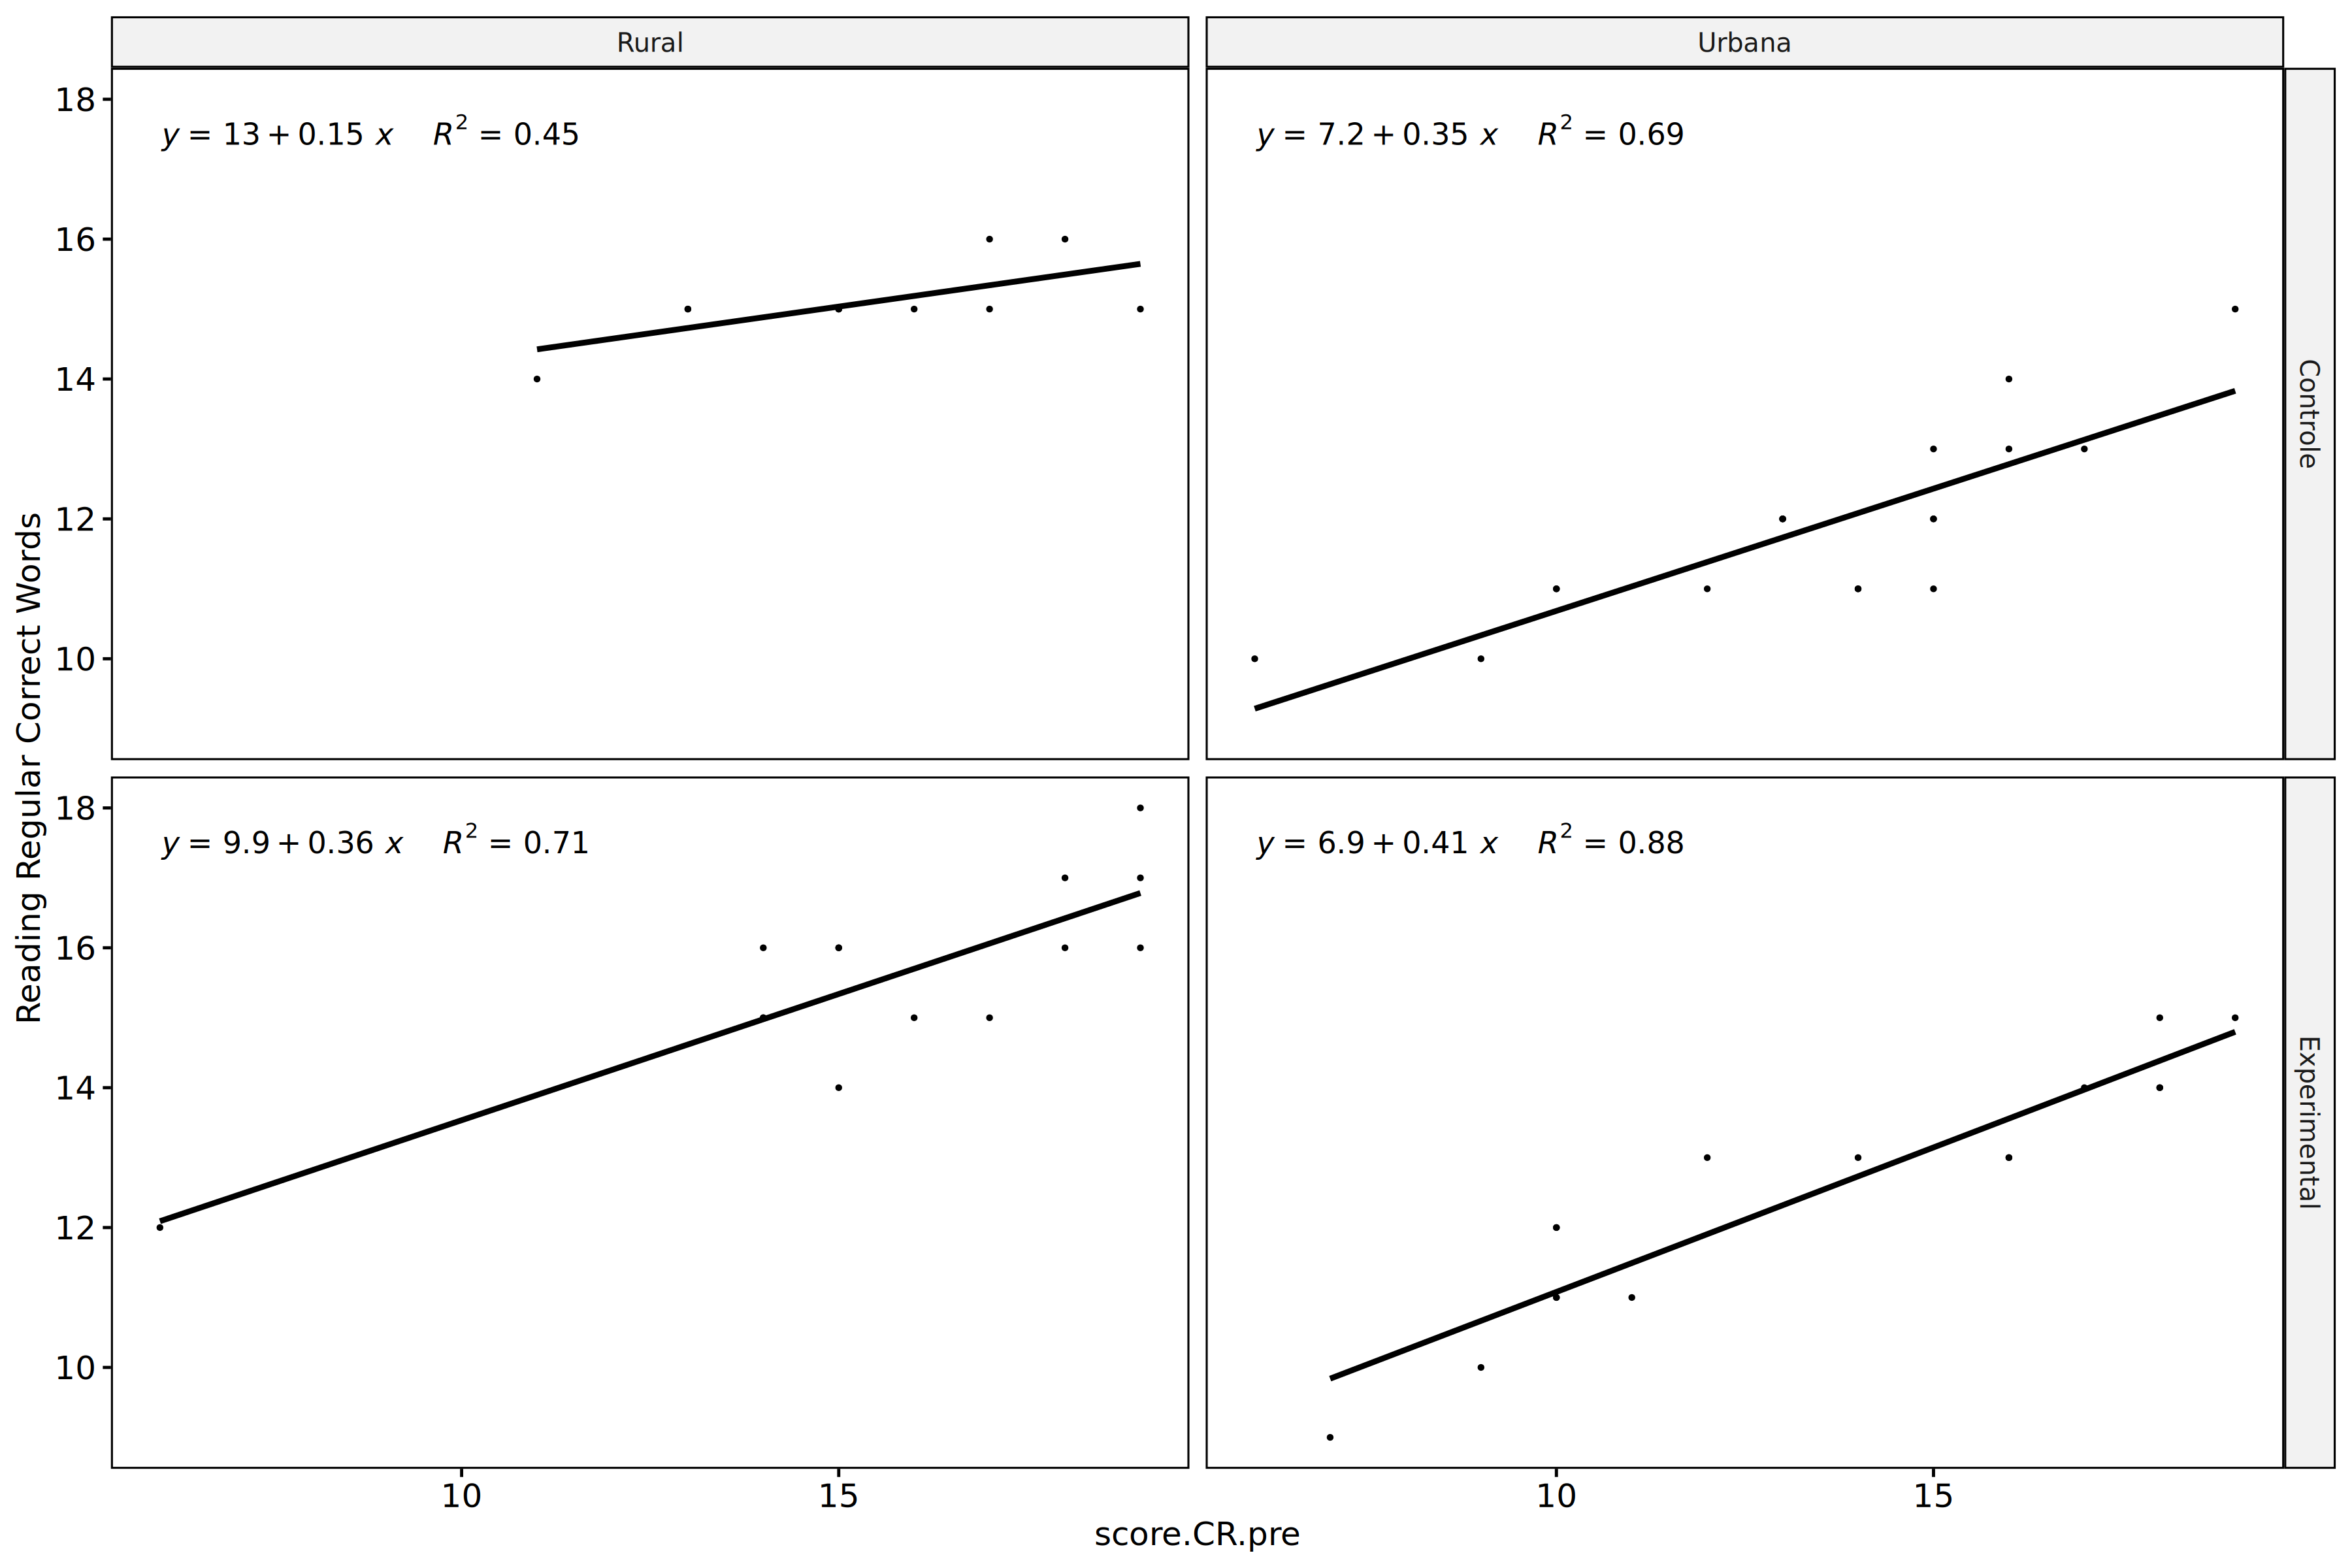 Rural
Urbana
18
16
14
12
10
y = 13 + 0.15 x R² = 0.45
y = 7.2 + 0.35 x R² = 0.69
Controle
Reading Regular Correct Words
18
16
14
12
10
y = 9.9 + 0.36 x R² = 0.71
y = 6.9 + 0.41 x R² = 0.88
Experimental
10 15
10 15
score.CR.pre